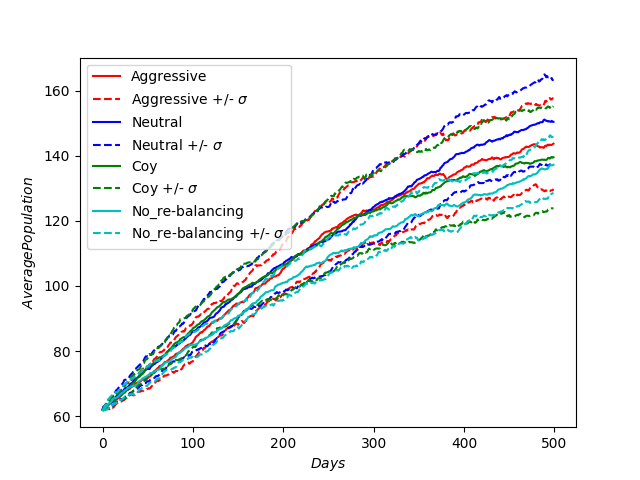 Aggressive
Aggressive +/- σ
Neutral
Neutral +/- σ
Coy
Coy +/- σ
No_re-balancing
No_re-balancing +/- σ
160
140
120
100
80
60
AveragePopulation
0 100 200 300 400 500
Days